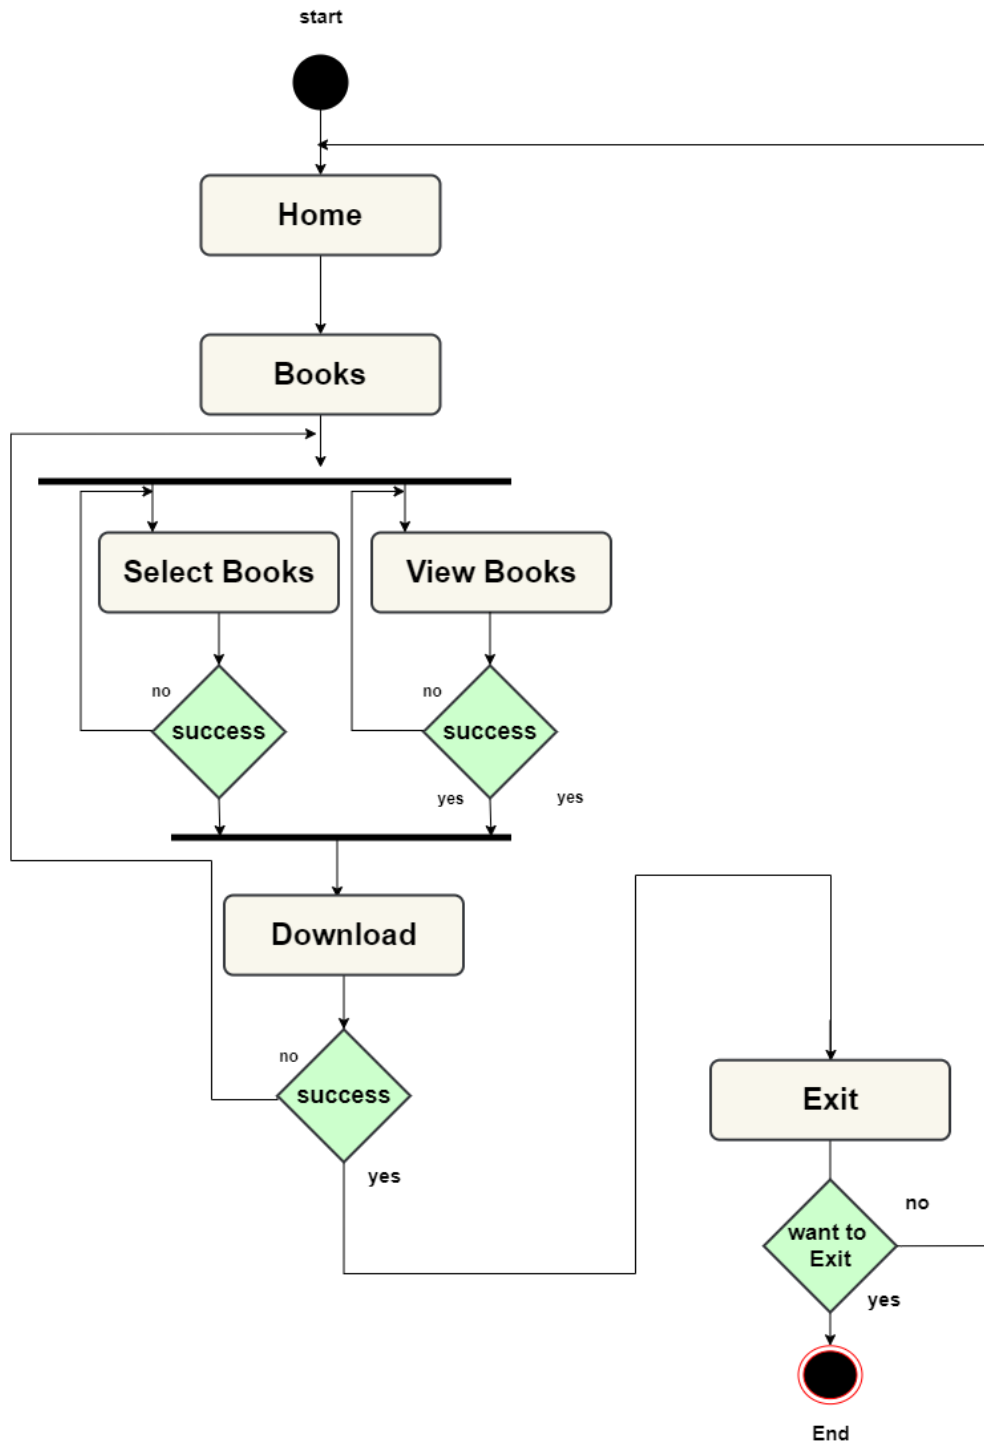 start
Home
Books
Select Books
View Books
no
no
success
success
yes
yes
Download
no
success
yes
Exit
no
want to
Exit
yes
End